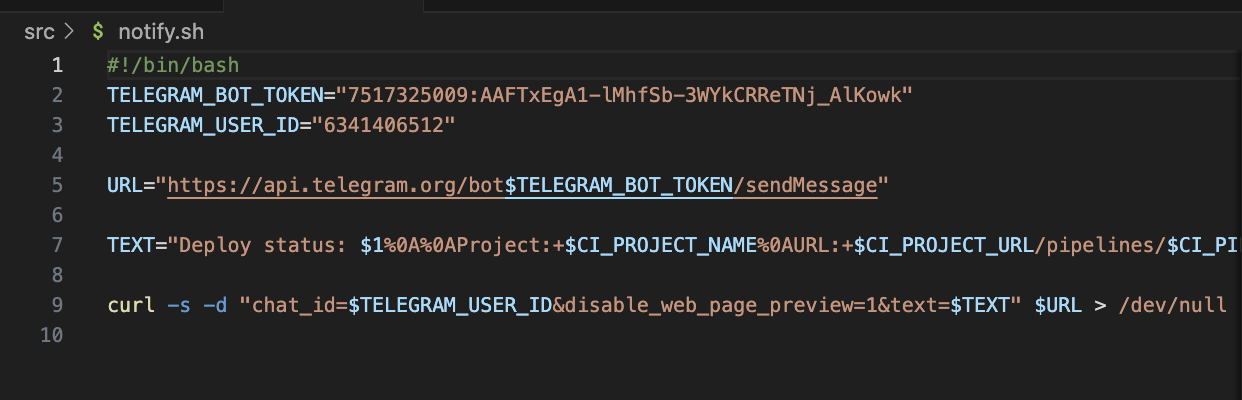 src > $ notify.sh
1 #!/bin/bash
2 TELEGRAM_BOT_TOKEN="7517325009:AAFTxEgA1-lMhfSb-3WYkCRReTNj_AlKowk"
3 TELEGRAM_USER_ID="6341406512"
4
5 URL="https://api.telegram.org/bot$TELEGRAM_BOT_TOKEN/sendMessage"
6
7 TEXT="Deploy status: $1%0A%0AProject:+$CI_PROJECT_NAME%0AURL:+$CI_PROJECT_URL/pipelines/$CI_PI
8
9 curl -s -d "chat_id=$TELEGRAM_USER_ID&disable_web_page_preview=1&text=$TEXT" $URL > /dev/null
10